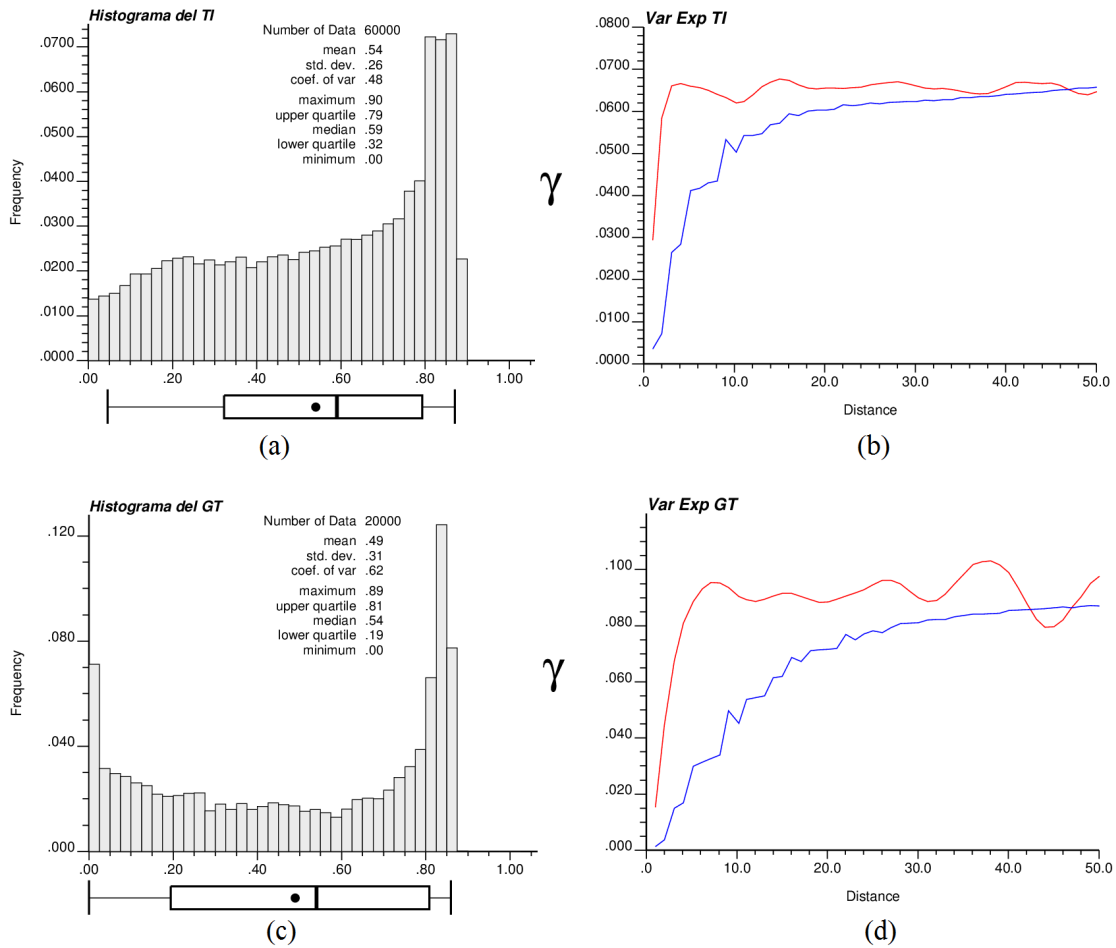 Histograma del TI
Number of Data 60000
mean .54
std. dev. .26
coef. of var .48
maximum .90
upper quartile .79
median .59
lower quartile .32
minimum .00
Frequency
.0700
.0600
.0500
.0400
.0300
.0200
.0100
.0000
.00 .20 .40 .60 .80 1.00
(a)
Var Exp TI
γ
.0800
.0700
.0600
.0500
.0400
.0300
.0200
.0100
.0000
.0 10.0 20.0 30.0 40.0 50.0
Distance
(b)
Histograma del GT
Number of Data 20000
mean .49
std. dev. .31
coef. of var .62
maximum .89
upper quartile .81
median .54
lower quartile .19
minimum .00
Frequency
.120
.080
.040
.000
.00 .20 .40 .60 .80 1.00
(c)
Var Exp GT
γ
.100
.080
.060
.040
.020
.000
.0 10.0 20.0 30.0 40.0 50.0
Distance
(d)